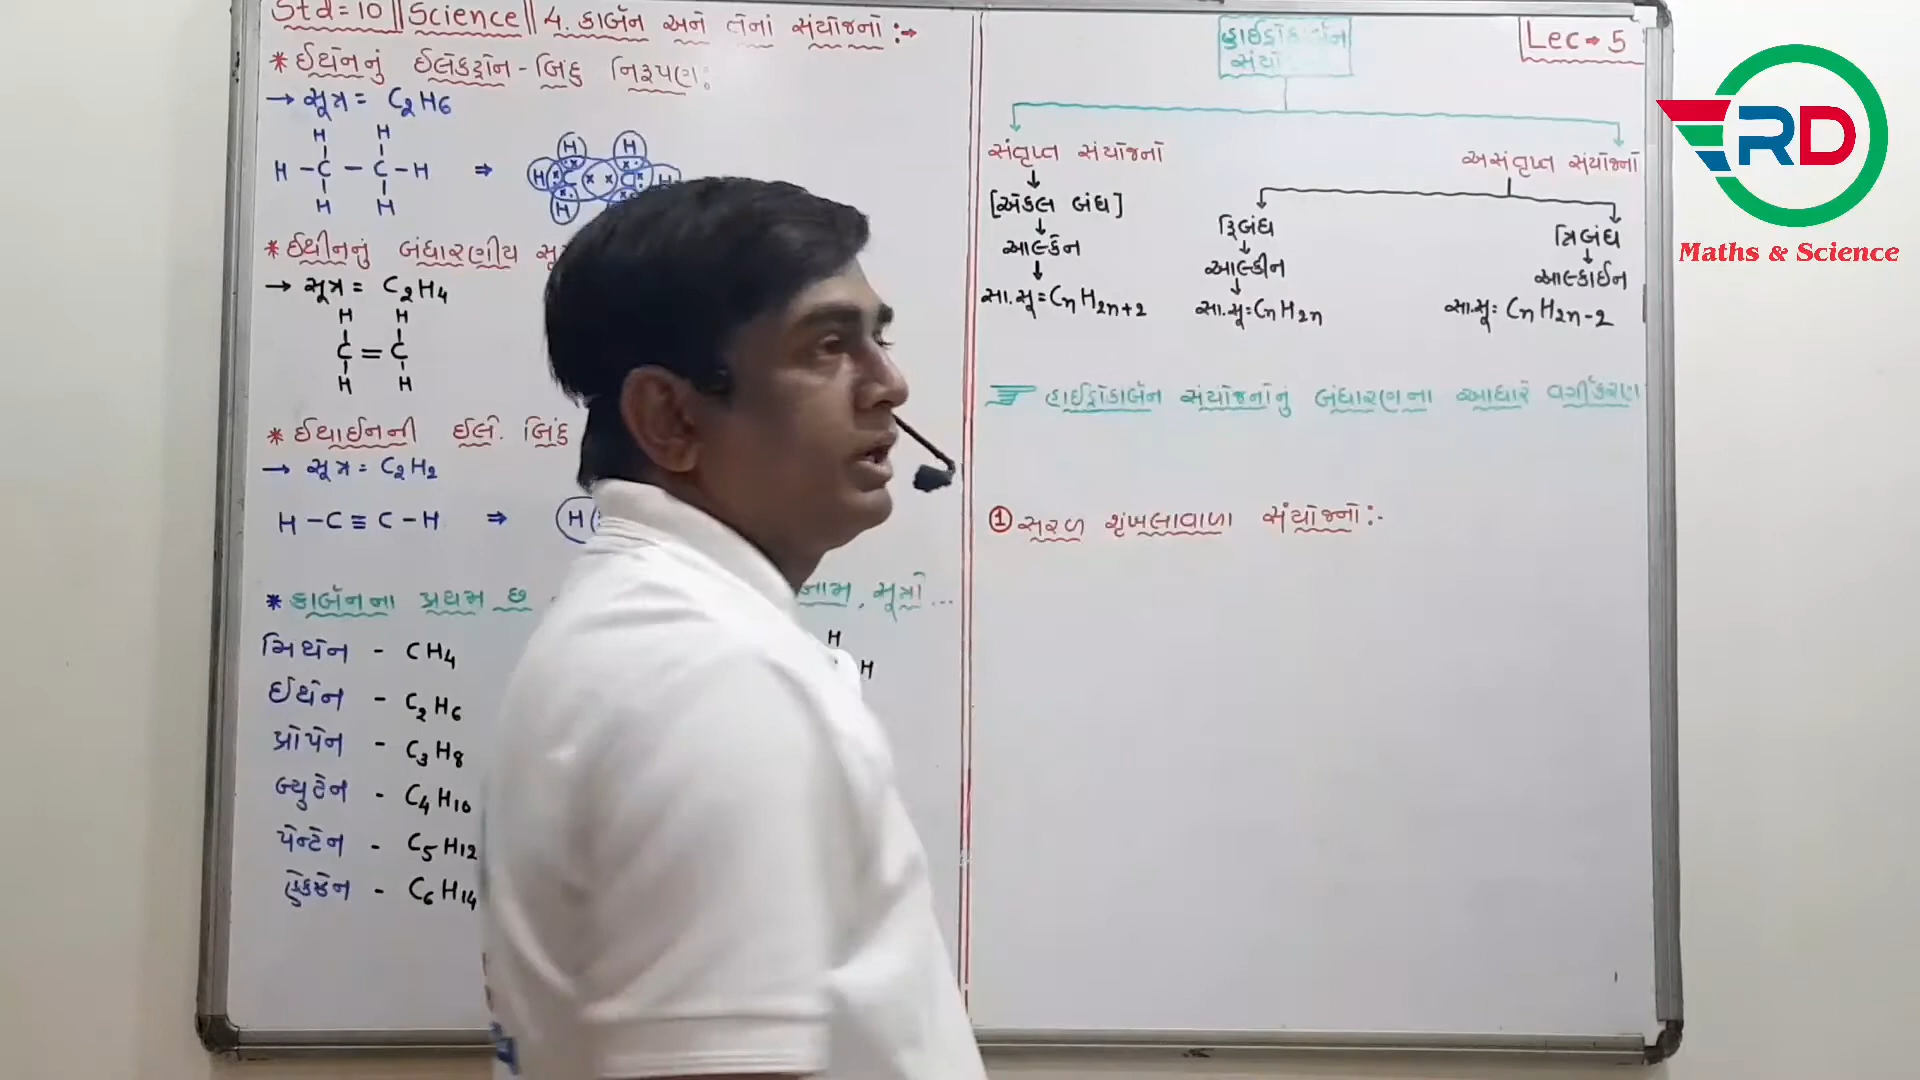 Std = 10 || Science || 4. કાર્બન અને તેનાં સંયોજનો :→
* ઈથેનનું ઈલેક્ટ્રોન - બિંદુ નિરૂપણ:
→ સૂત્ર = C₂H₆
H H
H - C - C - H ⇒ H H H
H H H
* ઈથીનનું બંધારણીય
→ સૂત્ર = C₂H₄
H H
C = C
H H
* ઈથાઈનની ઈલે. બિંદુ
→ સૂત્ર = C₂H₂
H - C ≡ C - H ⇒ H
* કાર્બનના પ્રથમ છ નામ, સૂત્રો ...
H
H
મિથેન - CH₄
ઈથેન - C₂H₆
પ્રોપેન - C₃H₈
બ્યુટેન - C₄H₁₀
પેન્ટેન - C₅H₁₂
હેક્ઝેન - C₆H₁₄
હાઈડ્રોકાર્બન
Lec → 5
સંતૃપ્ત સંયોજનો
અસંતૃપ્ત સંયોજનો
[એકલ બંધ]
દ્વિબંધ
ત્રિબંધ
આલ્કેન
આલ્કીન
આલ્કાઈન
સા.સૂ = CnH2n+2
સા.સૂ = CnH2n
સા.સૂ = CnH2n-2
હાઈડ્રોકાર્બન સંયોજનોનું બંધારણના આધારે વર્ગીકરણ
① સરળ શૃંખલાવાળા સંયોજનો :-
RD
Maths & Science